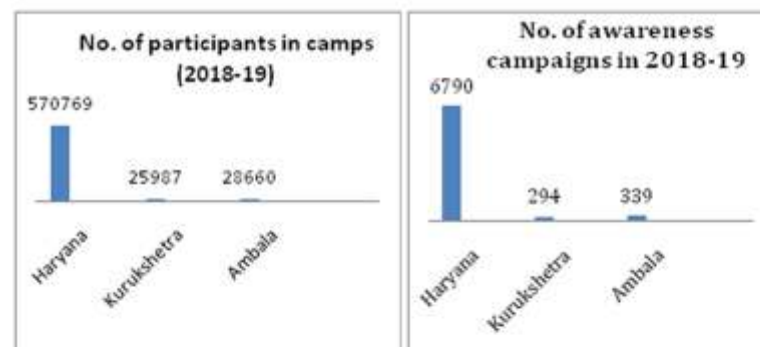 No. of participants in camps
(2018-19)
570769
25987
28660
Haryana
Kurukshetra
Ambala
No. of awareness
campaigns in 2018-19
6790
294
339
Haryana
Kurukshetra
Ambala